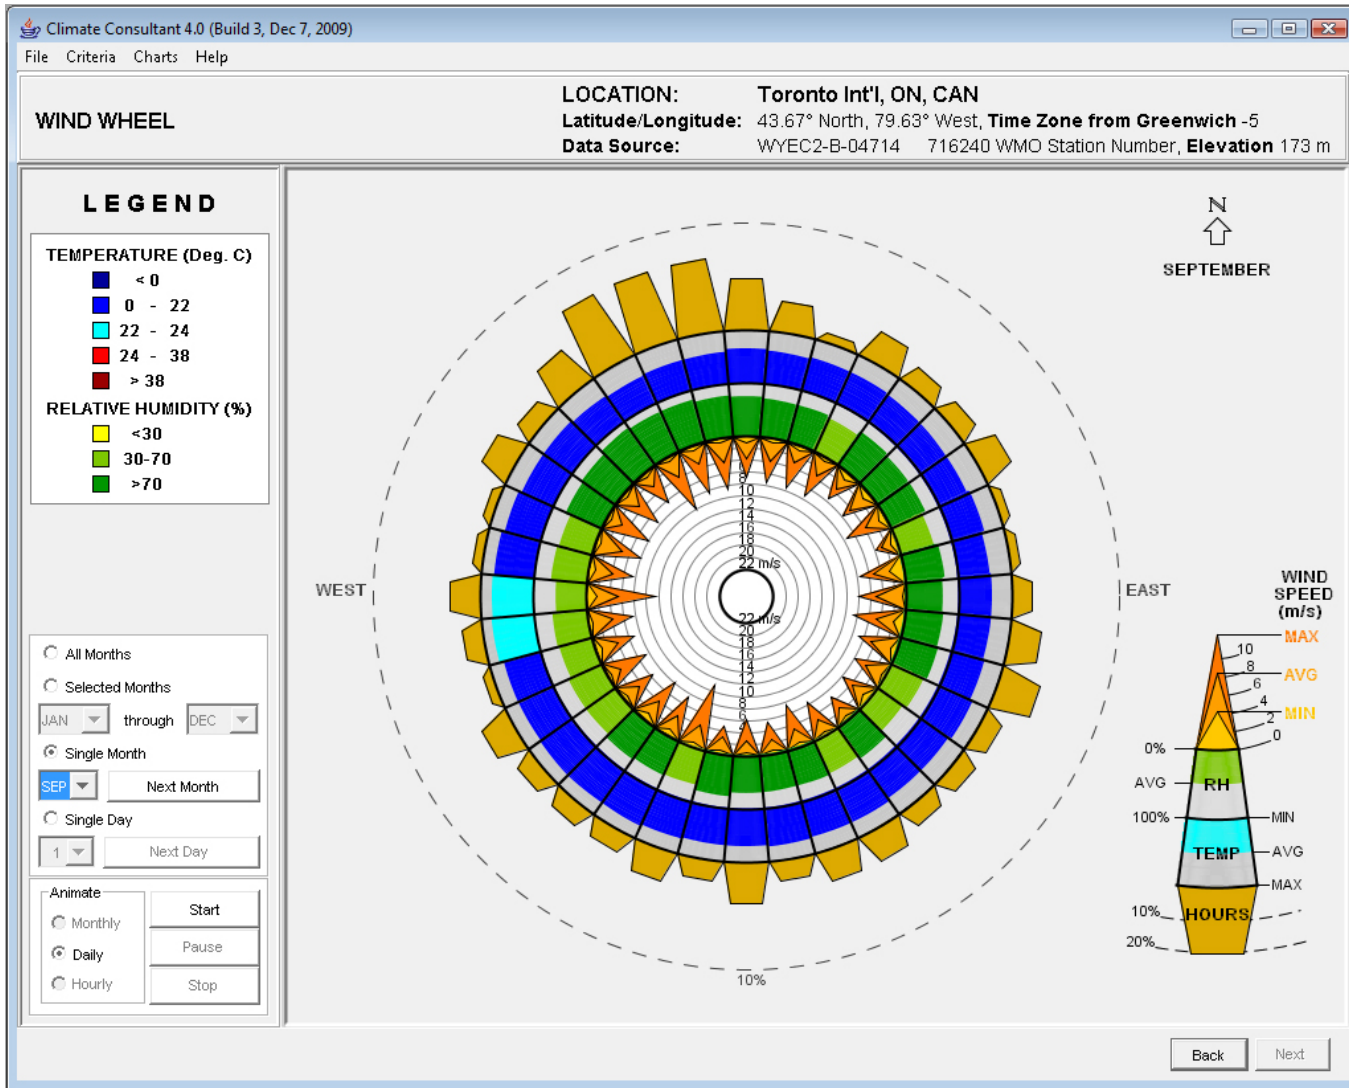 Climate Consultant 4.0 (Build 3, Dec 7, 2009)
File Criteria Charts Help
WIND WHEEL
LOCATION: Toronto Int'l, ON, CAN
Latitude/Longitude: 43.67° North, 79.63° West, Time Zone from Greenwich -5
Data Source: WYEC2-B-04714 716240 WMO Station Number, Elevation 173 m
LEGEND
TEMPERATURE (Deg. C)
< 0
0 - 22
22 - 24
24 - 38
> 38
RELATIVE HUMIDITY (%)
<30
30-70
>70
All Months
Selected Months
JAN through DEC
Single Month
SEP Next Month
Single Day
1 Next Day
Animate
Monthly
Daily
Hourly
Start
Pause
Stop
N
SEPTEMBER
WEST
EAST
8
10
12
14
16
18
20
22 m/s
22 m/s
20
18
16
14
12
10
8
6
4
10%
WIND
SPEED
(m/s)
MAX
10
8
AVG
6
4
MIN
2
0
0%
AVG RH
100% MIN
TEMP AVG
MAX
10% HOURS
20%
Back Next